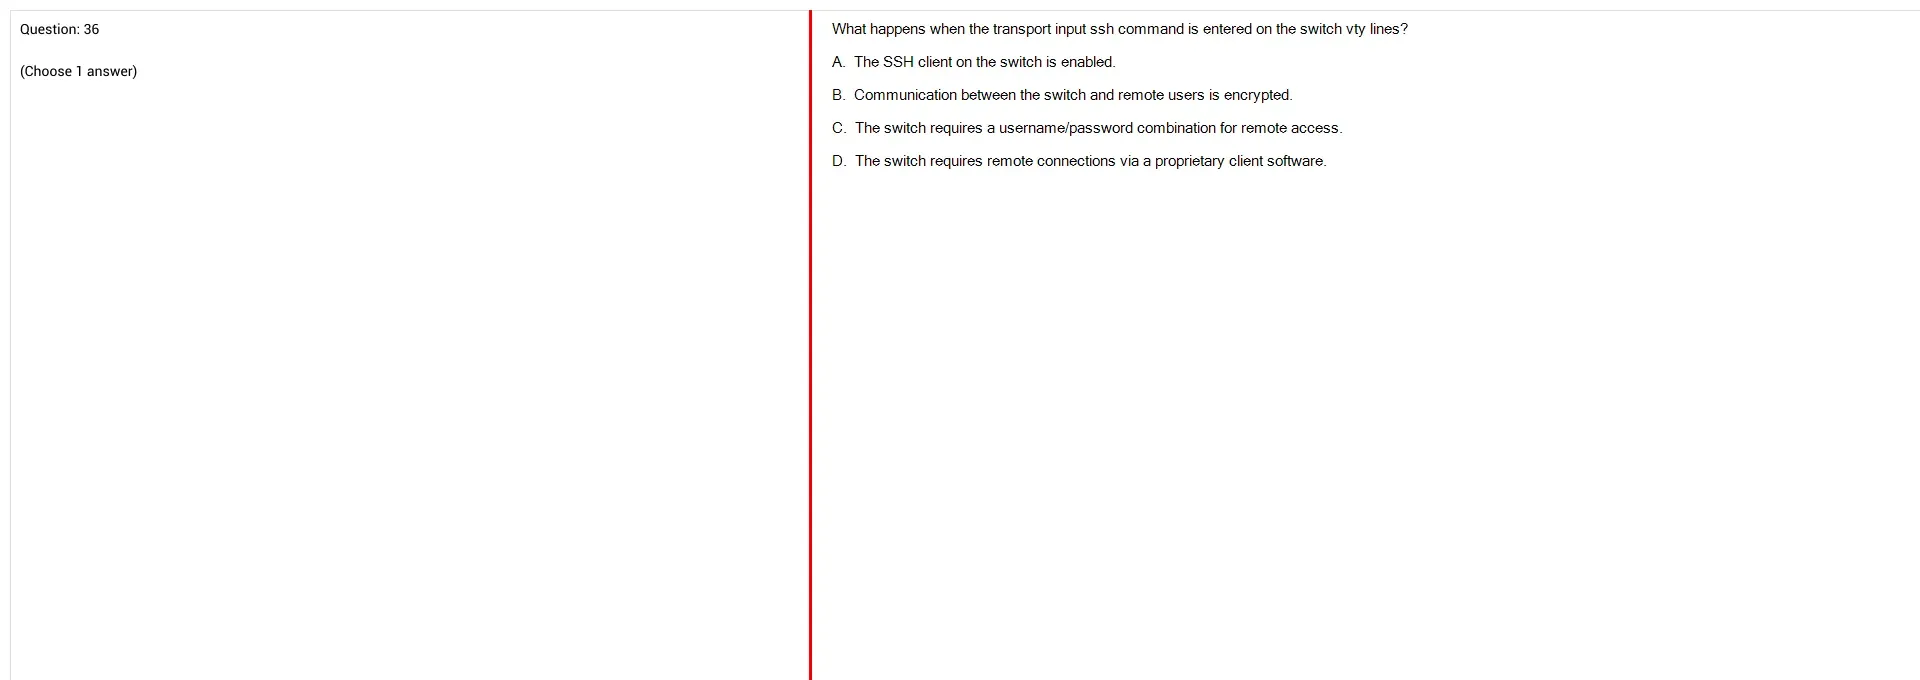 Question: 36
(Choose 1 answer)
What happens when the transport input ssh command is entered on the switch vty lines?
A. The SSH client on the switch is enabled.
B. Communication between the switch and remote users is encrypted.
C. The switch requires a username/password combination for remote access.
D. The switch requires remote connections via a proprietary client software.